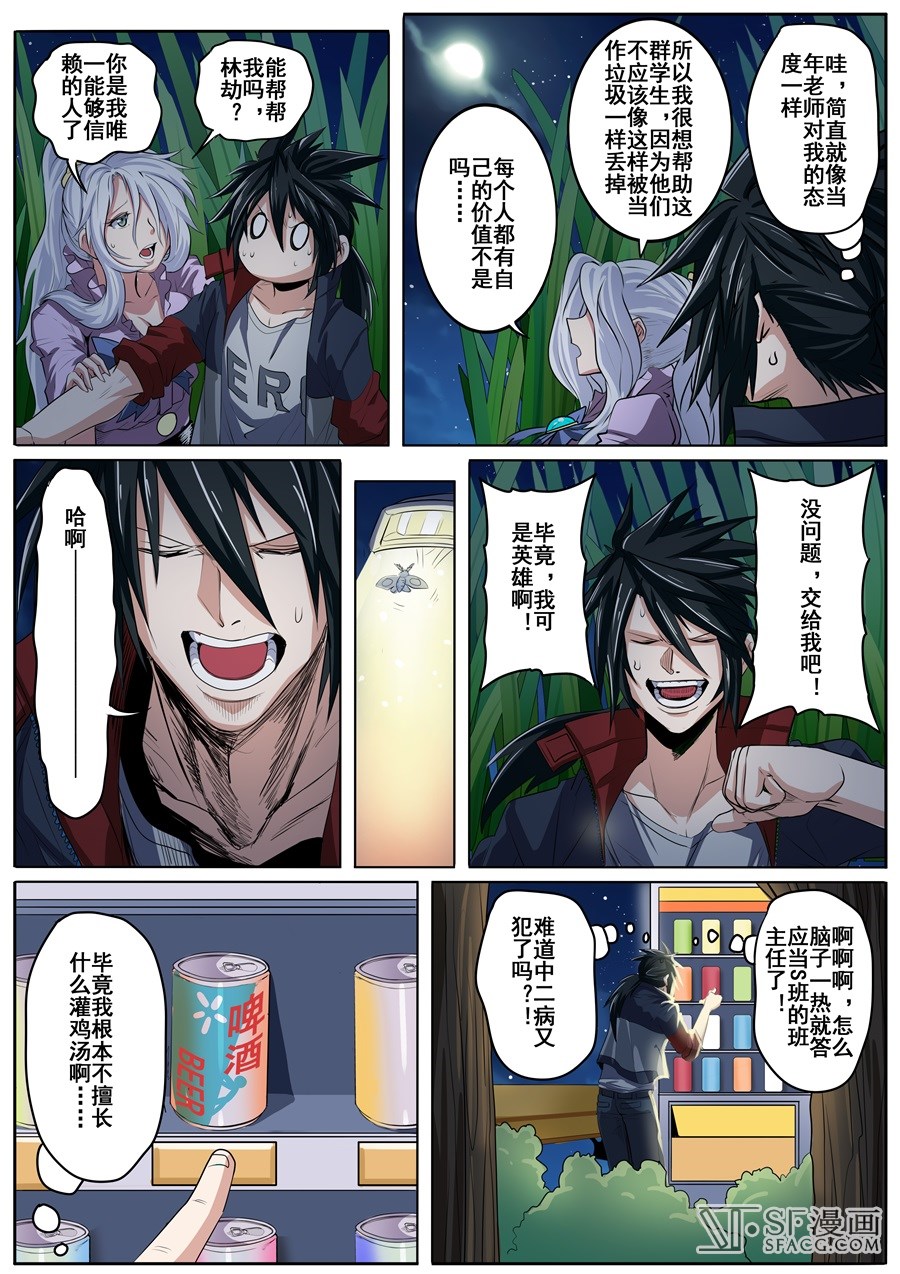 哇，简直就像当
年老师对我的态
度一样
所以我很想帮助这
群学生，因为他们
不应该像这样被当
作垃圾一样丢掉
每个人都有自
己的价值不是
吗……
能帮帮
我吗，
林劫？
你是我唯
一能够信
赖的人了
ERO
没问题，交给我吧！
毕竟，我可
是英雄啊！
哈啊——
啊啊啊，怎么
脑子一热就答
应当S班的班
主任了！
难道中二病又
犯了吗？！
毕竟我根本不擅长
什么灌鸡汤啊……
啤酒
BEER
SF漫画
SFACG.COM